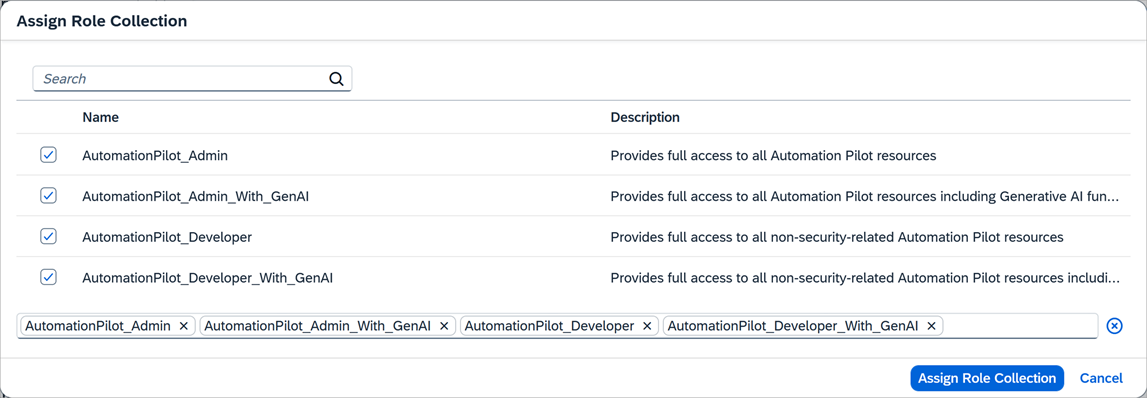 Assign Role Collection
Search
Name Description
AutomationPilot_Admin Provides full access to all Automation Pilot resources
AutomationPilot_Admin_With_GenAI Provides full access to all Automation Pilot resources including Generative AI fun...
AutomationPilot_Developer Provides full access to all non-security-related Automation Pilot resources
AutomationPilot_Developer_With_GenAI Provides full access to all non-security-related Automation Pilot resources includi...
AutomationPilot_Admin AutomationPilot_Admin_With_GenAI AutomationPilot_Developer AutomationPilot_Developer_With_GenAI
Assign Role Collection Cancel